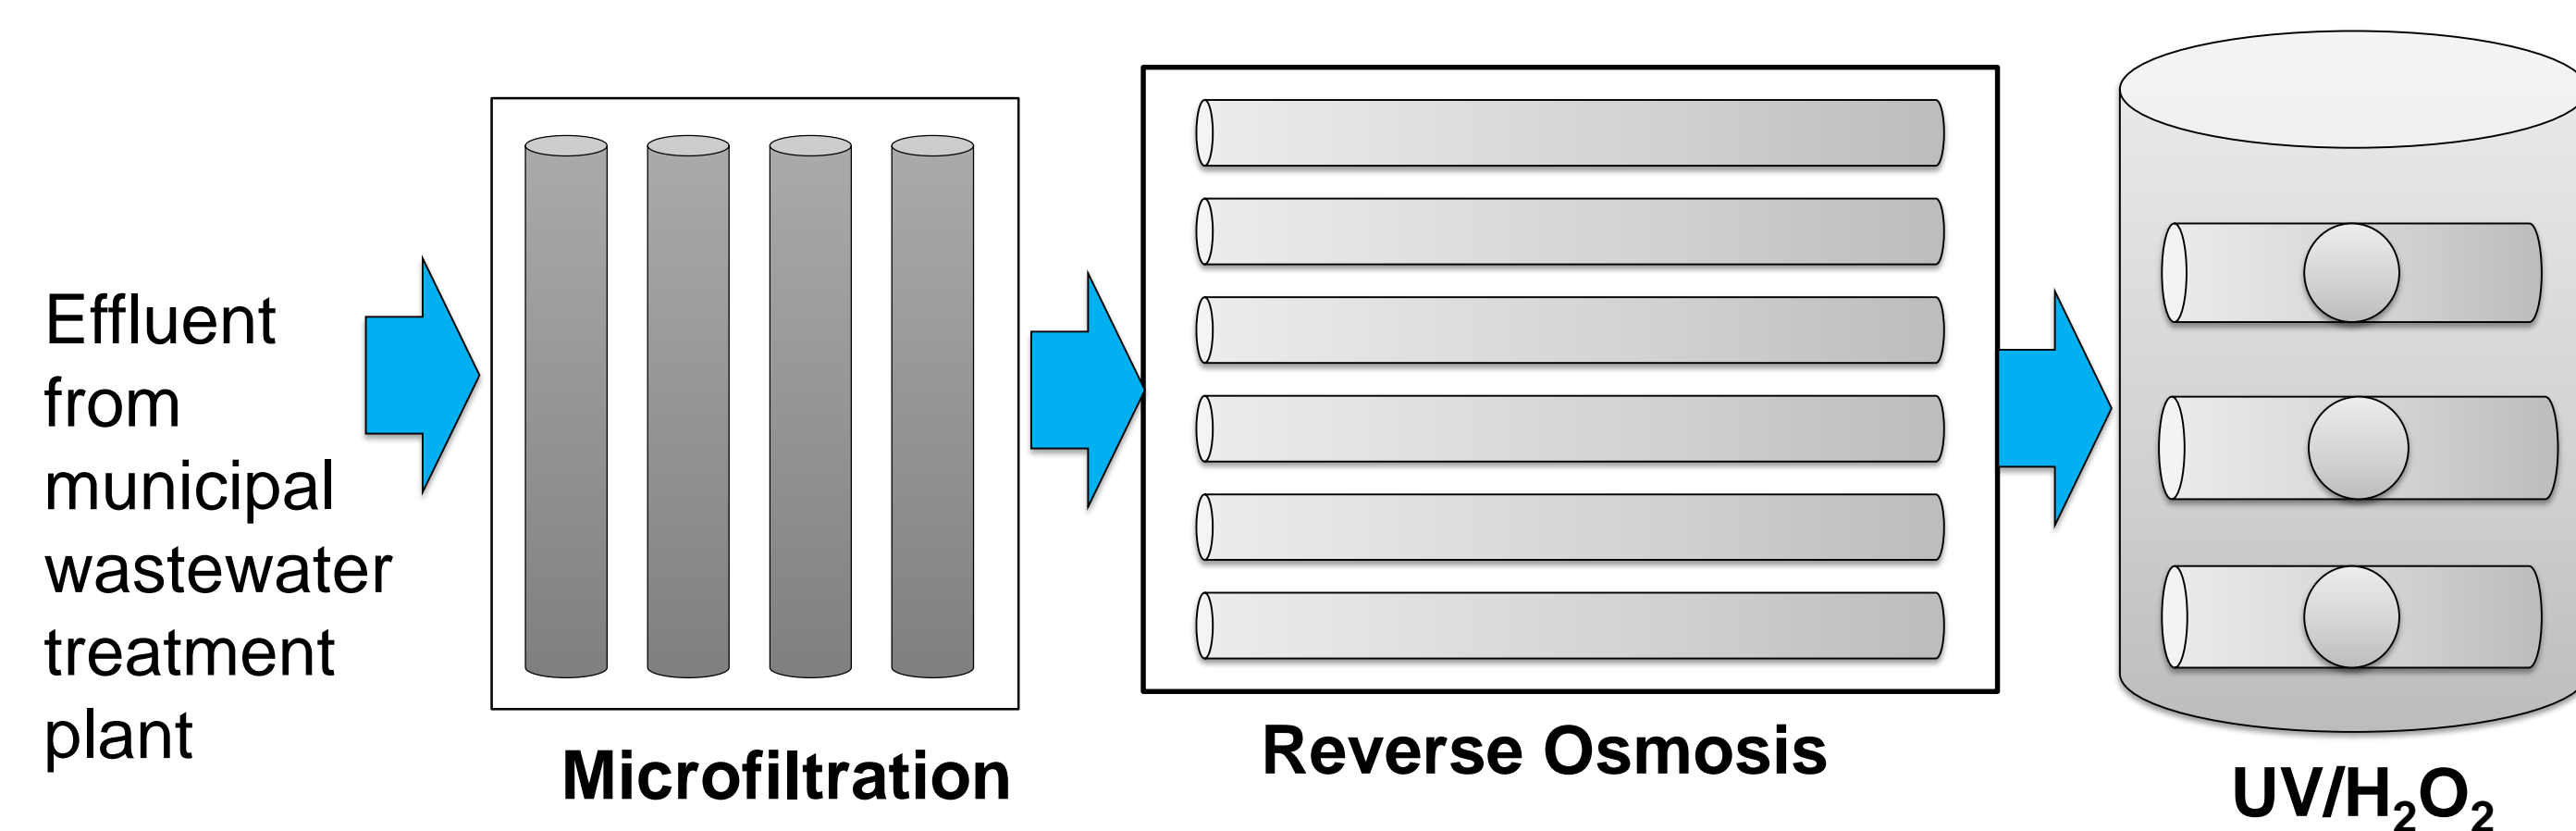 Effluent
from
municipal
wastewater
treatment
plant
Microfiltration
Reverse Osmosis
UV/H₂O₂